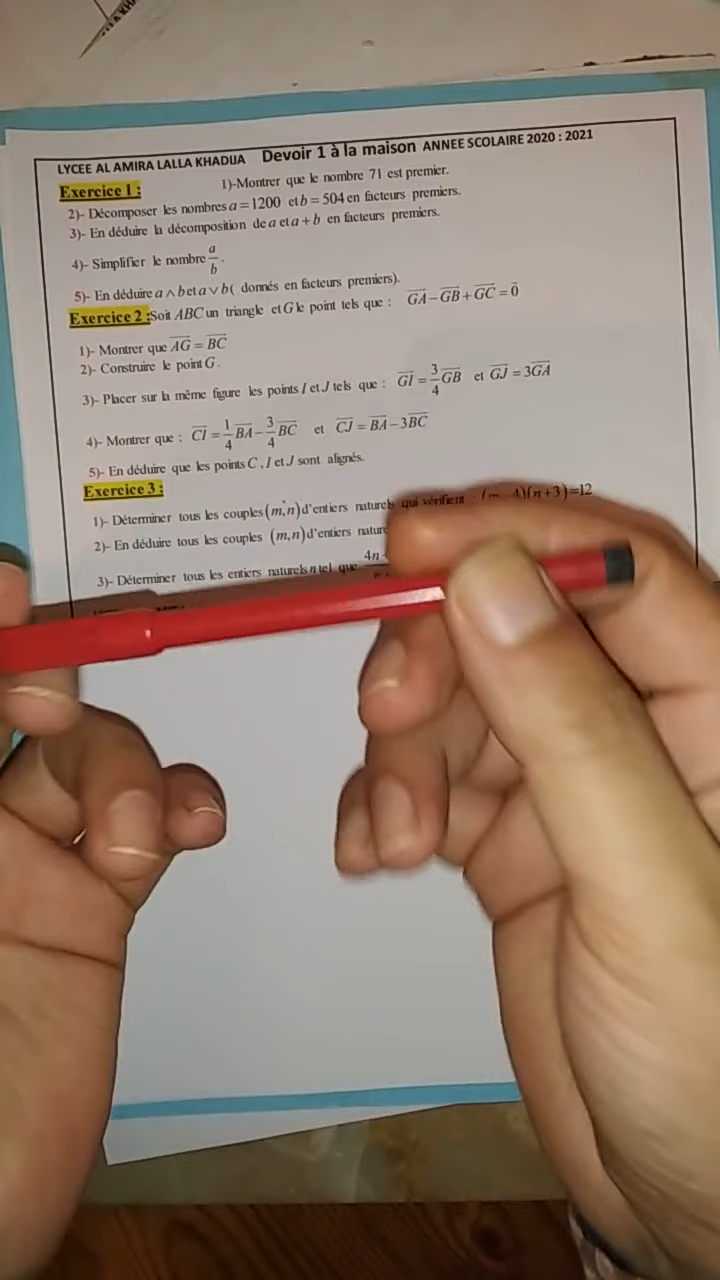 LYCEE AL AMIRA LALLA KHADIJA Devoir 1 à la maison ANNEE SCOLAIRE 2020 : 2021
Exercice 1 : 1)-Montrer que le nombre 71 est premier.
2)- Décomposer les nombres a = 1200 et b = 504 en facteurs premiers.
3)- En déduire la décomposition de a et a + b en facteurs premiers.
4)- Simplifier le nombre a/b .
5)- En déduire a ∧ b et a ∨ b ( donnés en facteurs premiers).
Exercice 2 :Soit ABC un triangle et G le point tels que : GA − GB + GC = 0
1)- Montrer que AG = BC
2)- Construire le point G .
3)- Placer sur la même figure les points I et J tels que : GI = 3/4 GB et GJ = 3GA
4)- Montrer que : CI = 1/4 BA − 3/4 BC et CJ = BA − 3BC
5)- En déduire que les points C , I et J sont alignés.
Exercice 3 :
1)- Déterminer tous les couples (m,n) d'entiers naturels qui vérifient : (m − 4)(n+3)=12
2)- En déduire tous les couples (m,n) d'entiers
3)- Déterminer tous les entiers naturels n tel que 4n